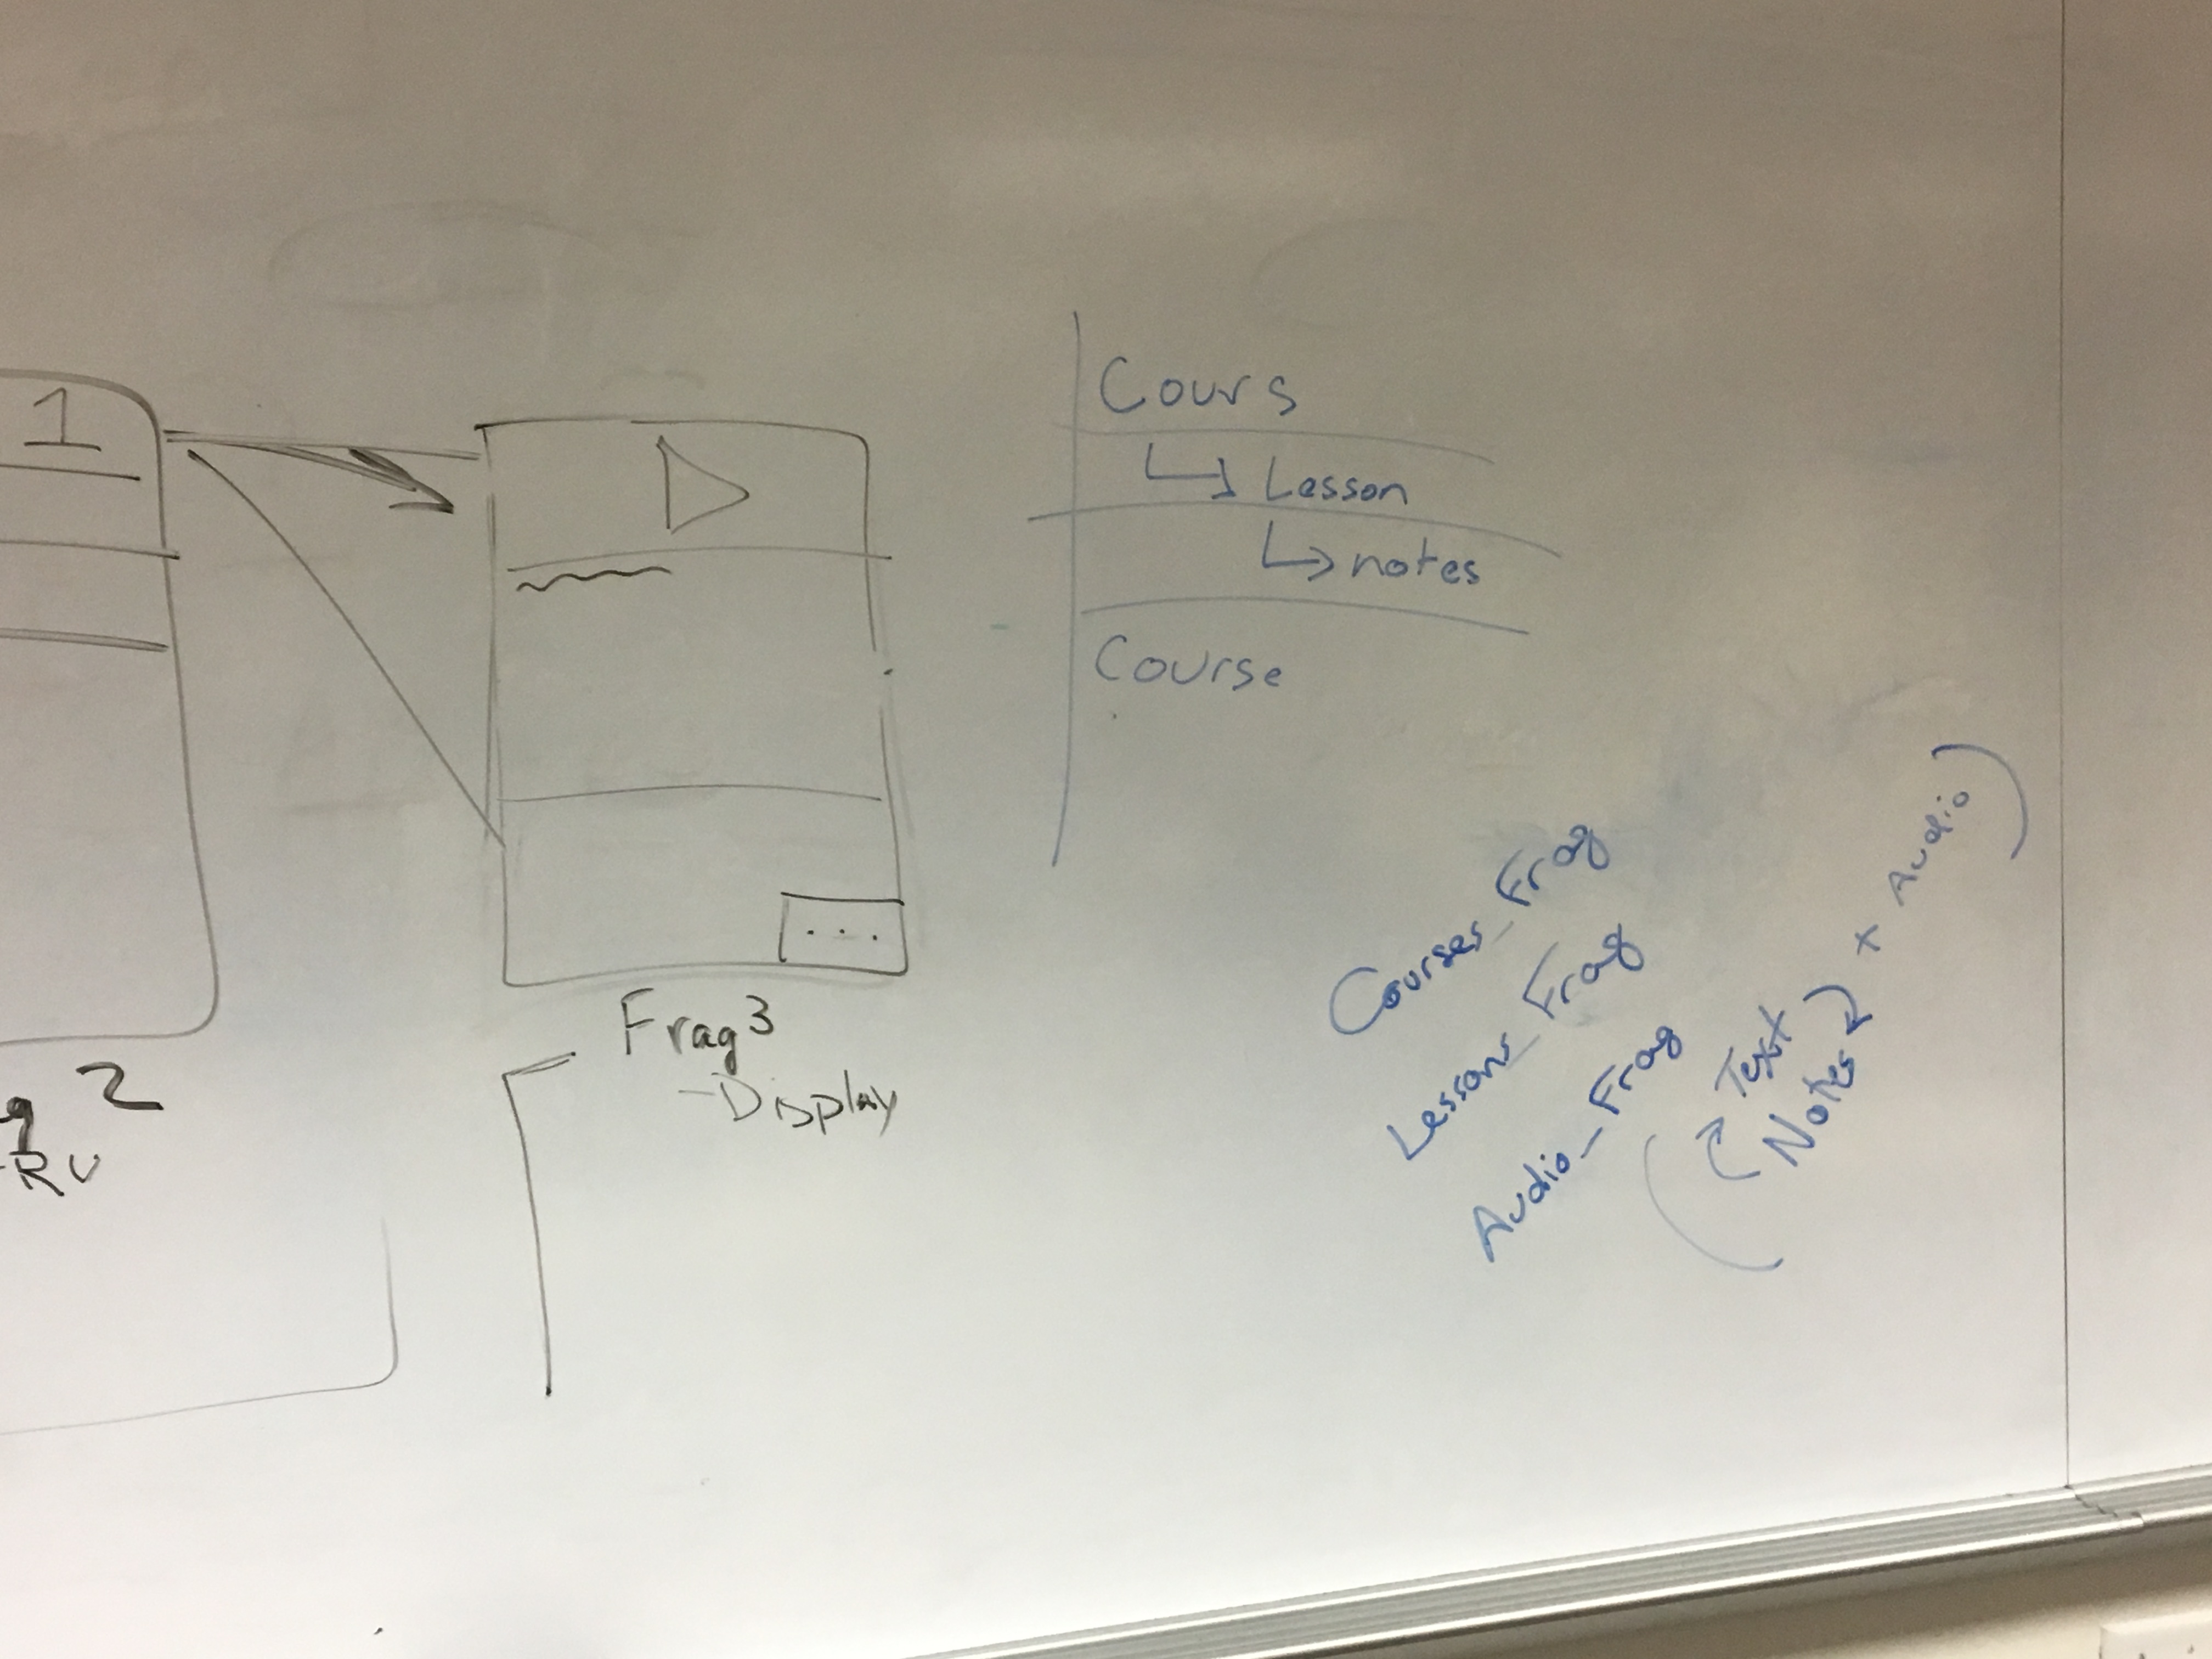 1
g 2
-RV
...
Frag3
-Display
Cours
Lesson
notes
Course
Courses_Frag
Lessons_Frag
Audio_Frag
Text
Notes
+ Audio